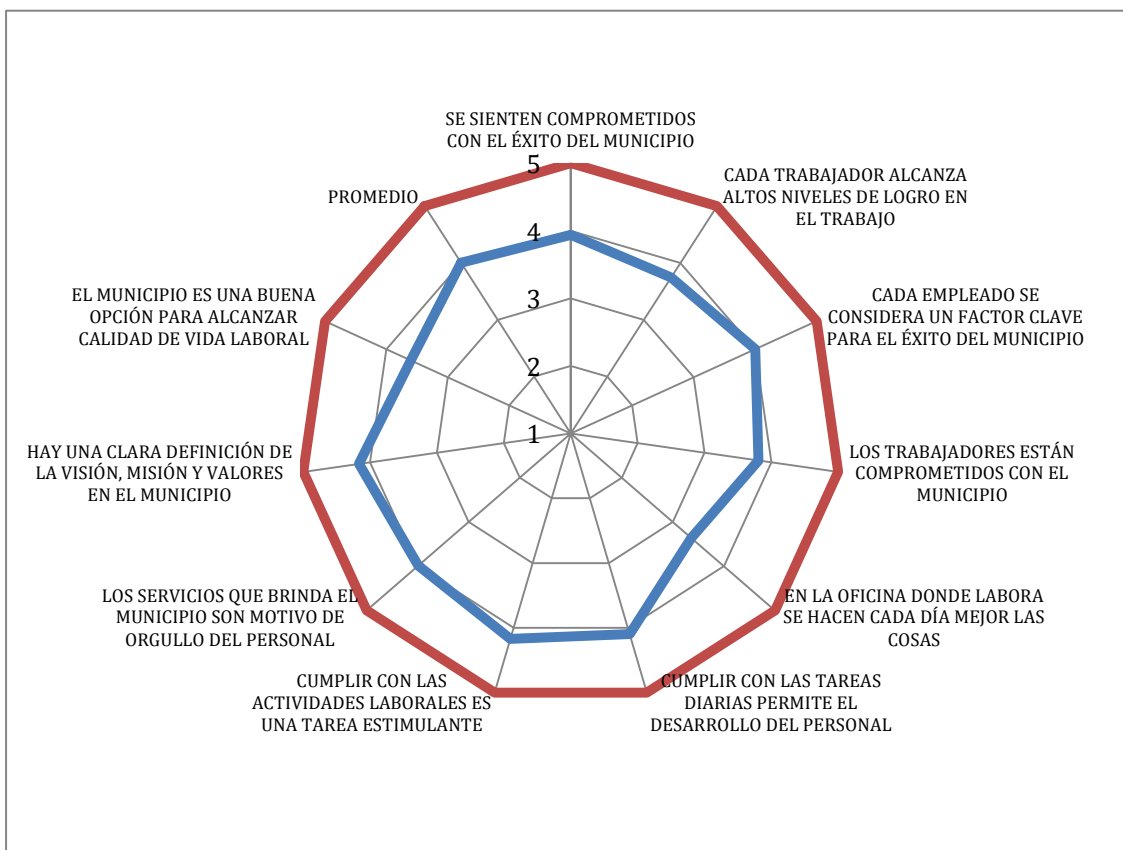 SE SIENTEN COMPROMETIDOS
CON EL ÉXITO DEL MUNICIPIO
CADA TRABAJADOR ALCANZA
ALTOS NIVELES DE LOGRO EN
EL TRABAJO
CADA EMPLEADO SE
CONSIDERA UN FACTOR CLAVE
PARA EL ÉXITO DEL MUNICIPIO
LOS TRABAJADORES ESTÁN
COMPROMETIDOS CON EL
MUNICIPIO
EN LA OFICINA DONDE LABORA
SE HACEN CADA DÍA MEJOR LAS
COSAS
CUMPLIR CON LAS TAREAS
DIARIAS PERMITE EL
DESARROLLO DEL PERSONAL
CUMPLIR CON LAS
ACTIVIDADES LABORALES ES
UNA TAREA ESTIMULANTE
LOS SERVICIOS QUE BRINDA EL
MUNICIPIO SON MOTIVO DE
ORGULLO DEL PERSONAL
HAY UNA CLARA DEFINICIÓN DE
LA VISIÓN, MISIÓN Y VALORES
EN EL MUNICIPIO
EL MUNICIPIO ES UNA BUENA
OPCIÓN PARA ALCANZAR
CALIDAD DE VIDA LABORAL
PROMEDIO
5
4
3
2
1